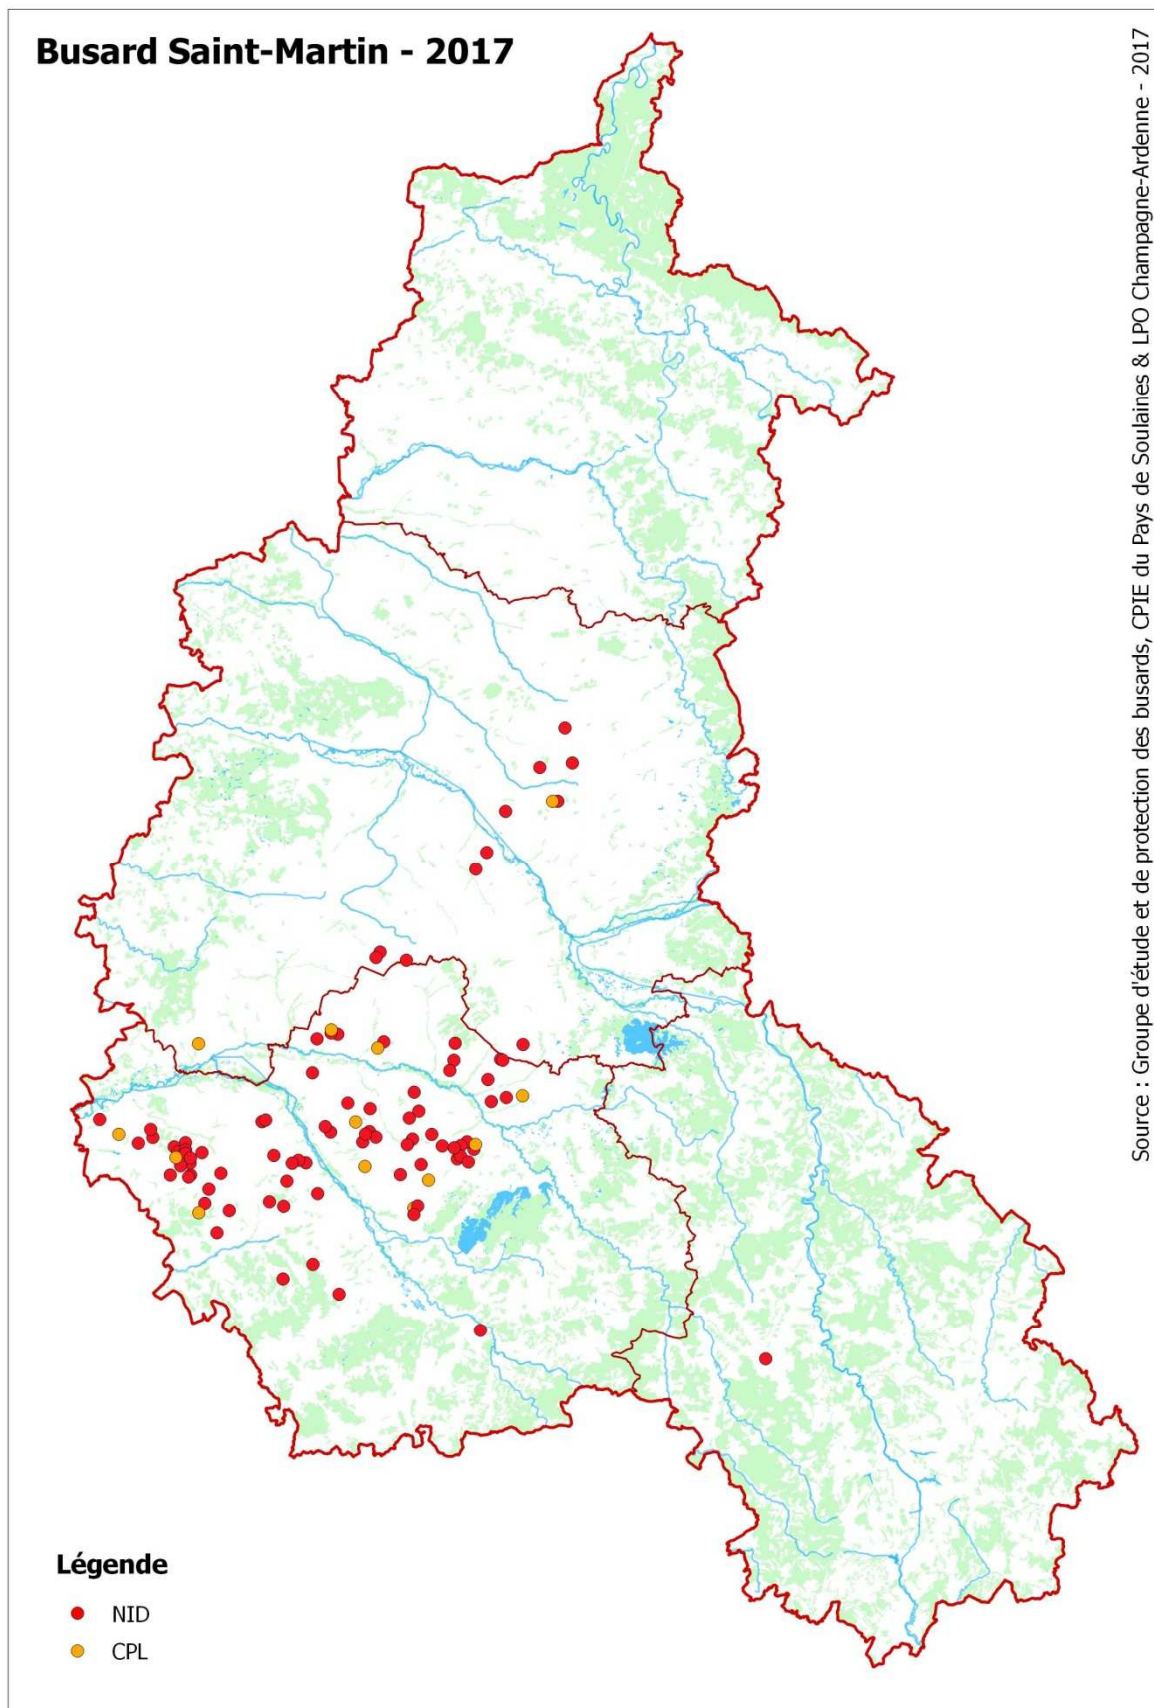 Busard Saint-Martin - 2017
Source : Groupe d'étude et de protection des busards, CPIE du Pays de Soulaines & LPO Champagne-Ardenne - 2017
Légende
NID
CPL